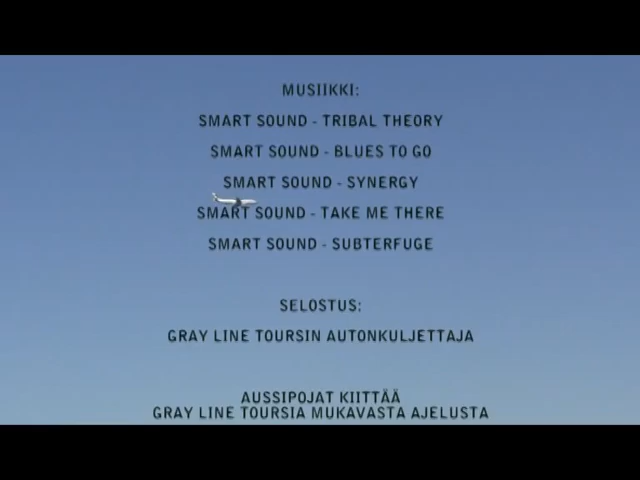 MUSIIKKI:
SMART SOUND - TRIBAL THEORY
SMART SOUND - BLUES TO GO
SMART SOUND - SYNERGY
SMART SOUND - TAKE ME THERE
SMART SOUND - SUBTERFUGE
SELOSTUS:
GRAY LINE TOURSIN AUTONKULJETTAJA
AUSSIPOJAT KIITTÄÄ
GRAY LINE TOURSIA MUKAVASTA AJELUSTA